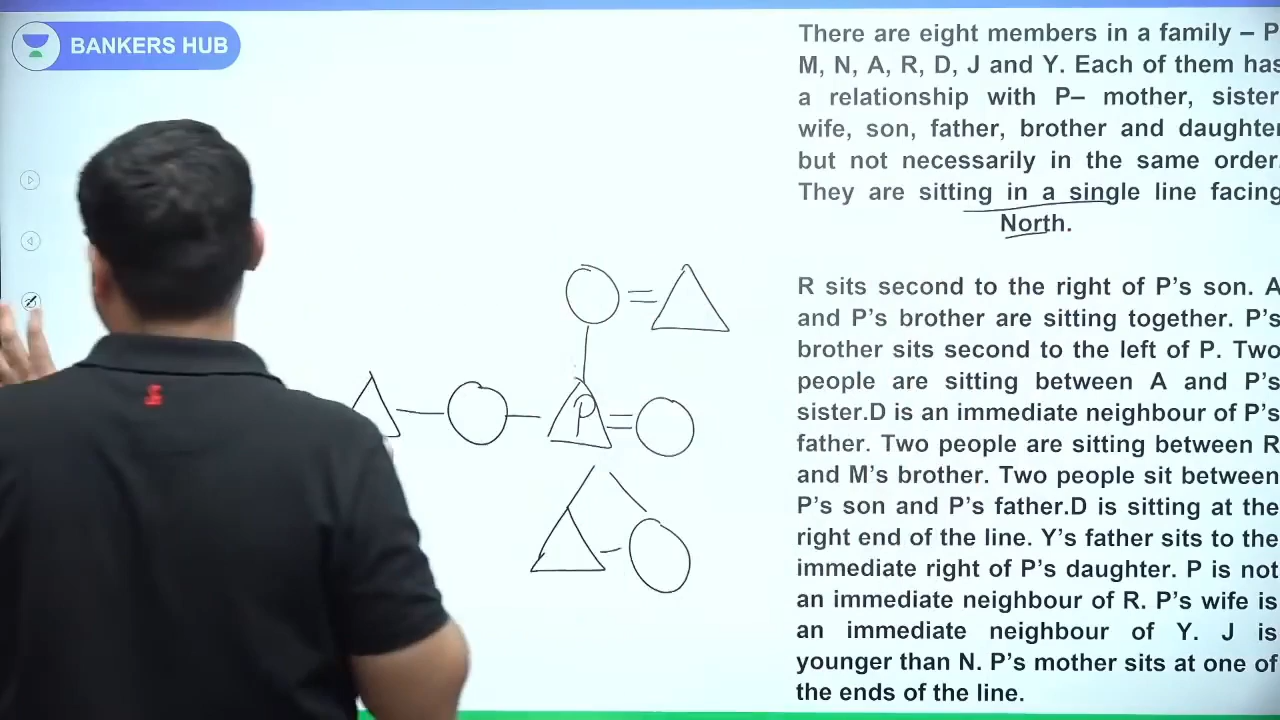 BANKERS HUB
There are eight members in a family – P
M, N, A, R, D, J and Y. Each of them has
a relationship with P– mother, sister
wife, son, father, brother and daughter
but not necessarily in the same order.
They are sitting in a single line facing
North.
R sits second to the right of P's son. A
and P's brother are sitting together. P's
brother sits second to the left of P. Two
people are sitting between A and P's
sister.D is an immediate neighbour of P's
father. Two people are sitting between R
and M's brother. Two people sit between
P's son and P's father.D is sitting at the
right end of the line. Y's father sits to the
immediate right of P's daughter. P is not
an immediate neighbour of R. P's wife is
an immediate neighbour of Y. J is
younger than N. P's mother sits at one of
the ends of the line.
P